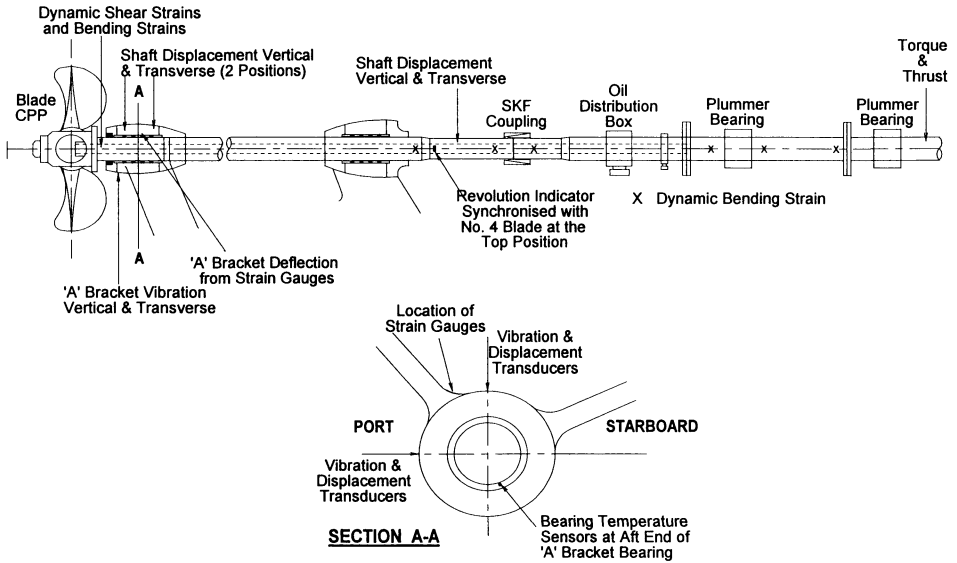 Dynamic Shear Strains
and Bending Strains
Shaft Displacement Vertical
& Transverse (2 Positions)
A
Blade
CPP
Shaft Displacement
Vertical & Transverse
SKF
Coupling
Oil
Distribution
Box
Plummer
Bearing
Plummer
Bearing
Torque
&
Thrust
x x x x x x
Revolution Indicator
Synchronised with
No. 4 Blade at the
Top Position
X Dynamic Bending Strain
A
'A' Bracket Deflection
from Strain Gauges
'A' Bracket Vibration
Vertical & Transverse
Location of
Strain Gauges
Vibration &
Displacement
Transducers
PORT
STARBOARD
Vibration &
Displacement
Transducers
SECTION A-A
Bearing Temperature
Sensors at Aft End of
'A' Bracket Bearing